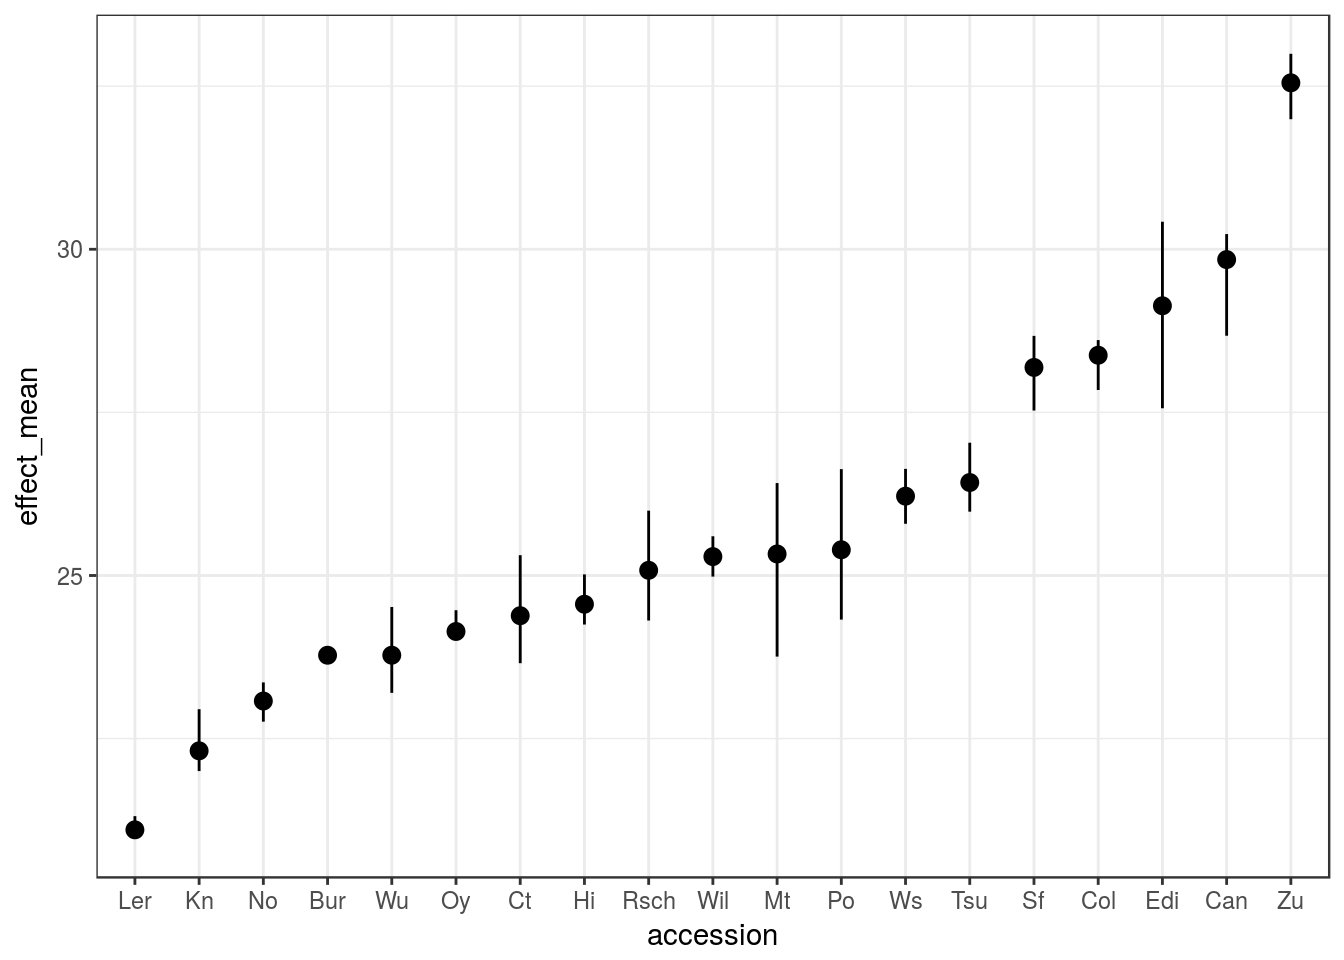 effect_mean
30
25
Ler Kn No Bur Wu Oy Ct Hi Rsch Wil Mt Po Ws Tsu Sf Col Edi Can Zu
accession